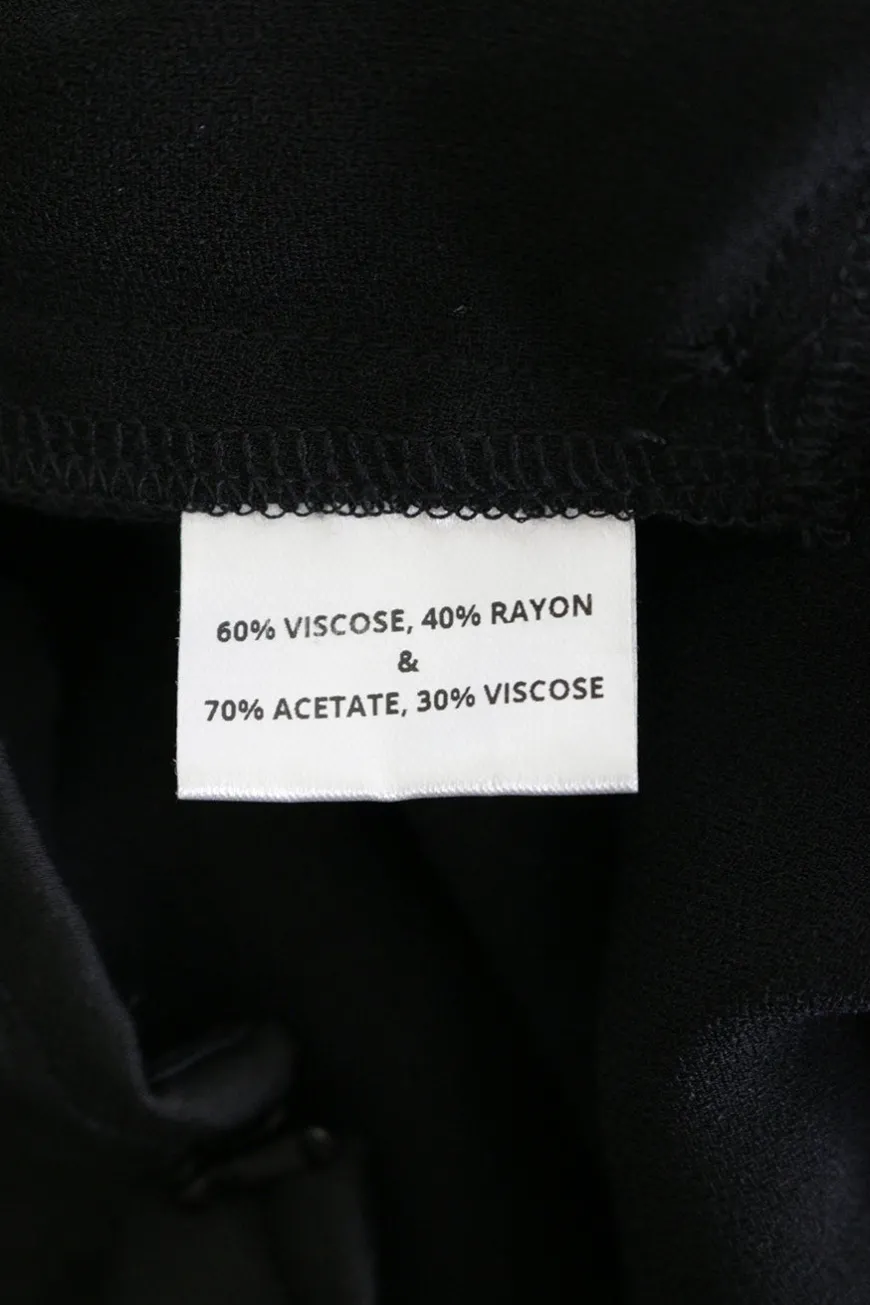 60% VISCOSE, 40% RAYON
&
70% ACETATE, 30% VISCOSE